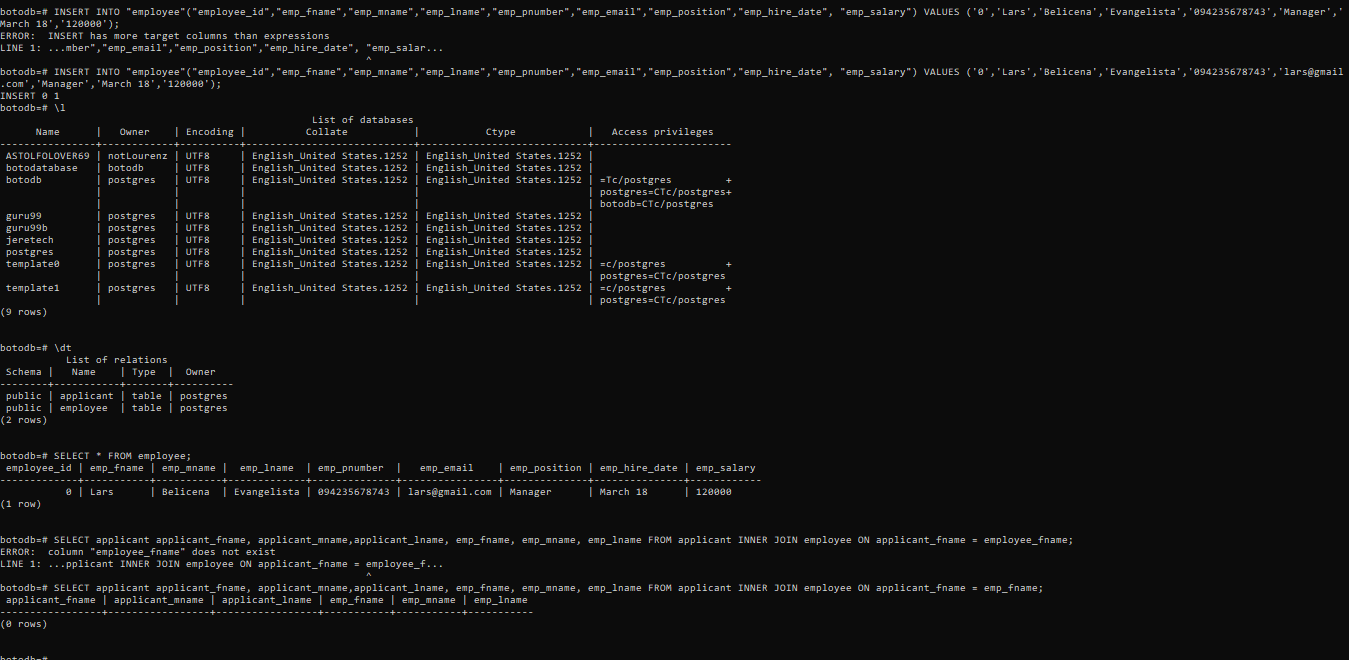 botodb=# INSERT INTO "employee"("employee_id","emp_fname","emp_mname","emp_lname","emp_pnumber","emp_email","emp_position","emp_hire_date", "emp_salary") VALUES ('0','Lars','Belicena','Evangelista','094235678743','Manager','
March 18','120000');
ERROR:  INSERT has more target columns than expressions
LINE 1: ...mber","emp_email","emp_position","emp_hire_date", "emp_salar...
^
botodb=# INSERT INTO "employee"("employee_id","emp_fname","emp_mname","emp_lname","emp_pnumber","emp_email","emp_position","emp_hire_date", "emp_salary") VALUES ('0','Lars','Belicena','Evangelista','094235678743','lars@gmail
.com','Manager','March 18','120000');
INSERT 0 1
botodb=# \l
List of databases
Name | Owner | Encoding | Collate | Ctype | Access privileges
---------------+-----------+----------+----------------------------+----------------------------+-----------------------
ASTOLFOLOVER69 | notLourenz | UTF8 | English_United States.1252 | English_United States.1252 |
botodatabase | botodb | UTF8 | English_United States.1252 | English_United States.1252 |
botodb | postgres | UTF8 | English_United States.1252 | English_United States.1252 | =Tc/postgres +
| | | | | postgres=CTc/postgres+
| | | | | botodb=CTc/postgres
guru99 | postgres | UTF8 | English_United States.1252 | English_United States.1252 |
guru99b | postgres | UTF8 | English_United States.1252 | English_United States.1252 |
jeretech | postgres | UTF8 | English_United States.1252 | English_United States.1252 |
postgres | postgres | UTF8 | English_United States.1252 | English_United States.1252 |
template0 | postgres | UTF8 | English_United States.1252 | English_United States.1252 | =c/postgres +
| | | | | postgres=CTc/postgres
template1 | postgres | UTF8 | English_United States.1252 | English_United States.1252 | =c/postgres +
| | | | | postgres=CTc/postgres
(9 rows)
botodb=# \dt
List of relations
Schema | Name | Type | Owner
--------+-----------+-------+----------
public | applicant | table | postgres
public | employee | table | postgres
(2 rows)
botodb=# SELECT * FROM employee;
employee_id | emp_fname | emp_mname | emp_lname | emp_pnumber | emp_email | emp_position | emp_hire_date | emp_salary
-------------+-----------+-----------+-------------+--------------+----------------+--------------+---------------+------------
0 | Lars | Belicena | Evangelista | 094235678743 | lars@gmail.com | Manager | March 18 | 120000
(1 row)
botodb=# SELECT applicant applicant_fname, applicant_mname,applicant_lname, emp_fname, emp_mname, emp_lname FROM applicant INNER JOIN employee ON applicant_fname = employee_fname;
ERROR:  column "employee_fname" does not exist
LINE 1: ...pplicant INNER JOIN employee ON applicant_fname = employee_f...
^
botodb=# SELECT applicant applicant_fname, applicant_mname,applicant_lname, emp_fname, emp_mname, emp_lname FROM applicant INNER JOIN employee ON applicant_fname = emp_fname;
applicant_fname | applicant_mname | applicant_lname | emp_fname | emp_mname | emp_lname
-----------------+-----------------+-----------------+-----------+-----------+-----------
(0 rows)
botodb=#